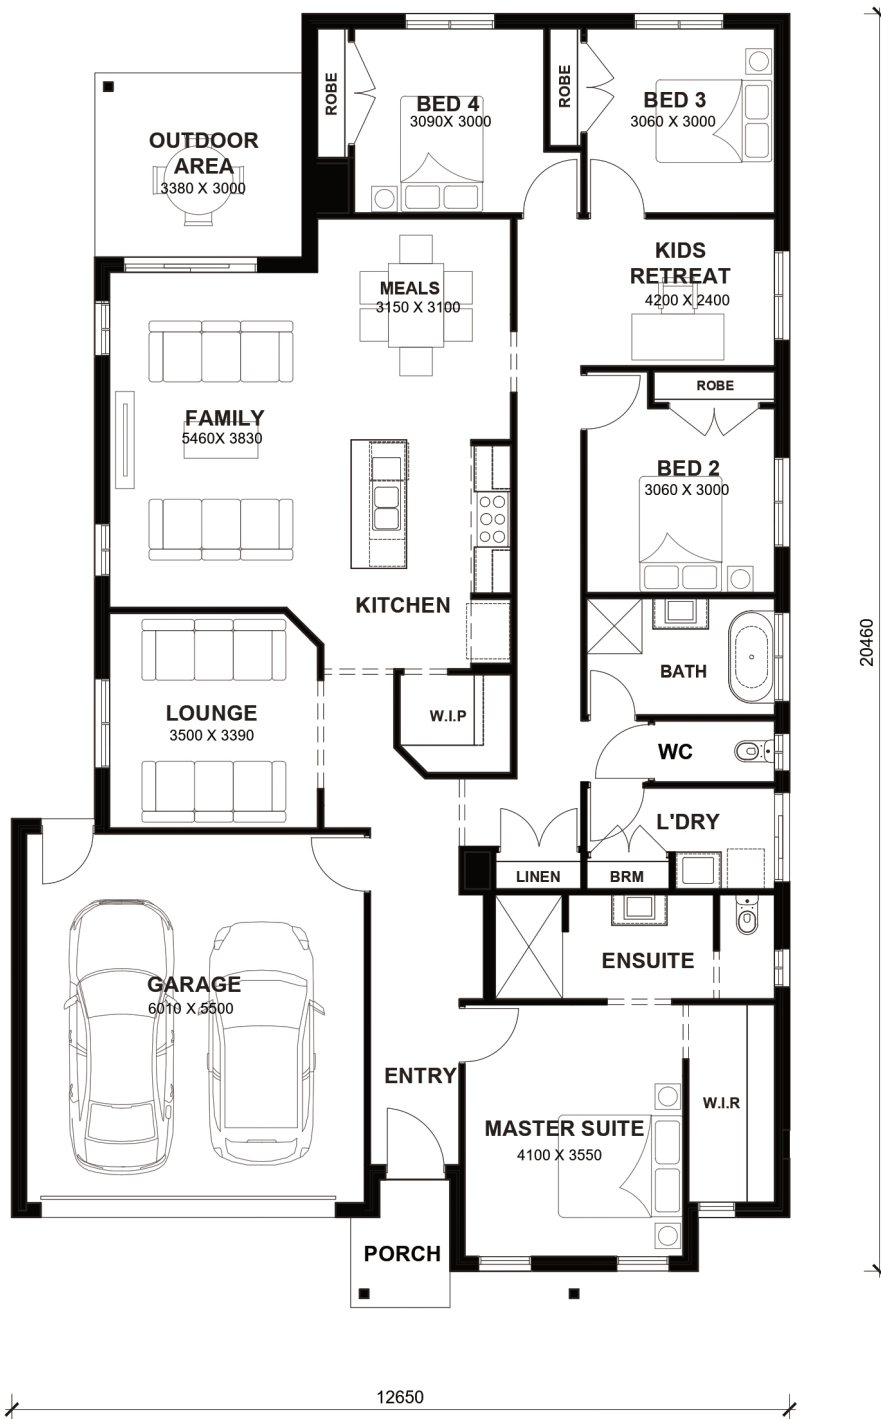 ROBE
BED 4
3090X 3000
ROBE
BED 3
3060 X 3000
OUTDOOR
AREA
3380 X 3000
KIDS
RETREAT
4200 X 2400
MEALS
3150 X 3100
ROBE
FAMILY
5460X 3830
BED 2
3060 X 3000
KITCHEN
20460
BATH
LOUNGE
3500 X 3390
W.I.P
WC
L'DRY
LINEN
BRM
ENSUITE
GARAGE
6010 X 5500
ENTRY
W.I.R
MASTER SUITE
4100 X 3550
PORCH
12650